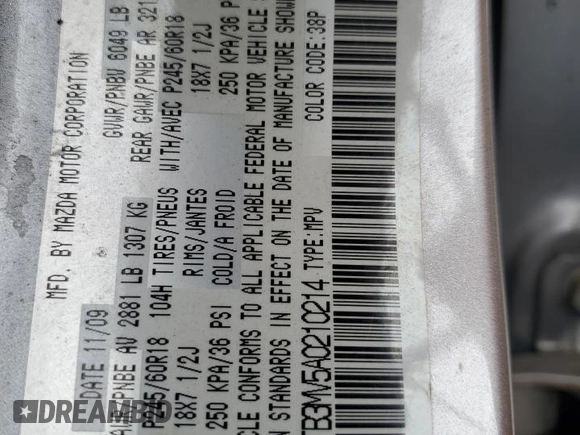 MFD. BY MAZDA MOTOR CORPORATION
DATE 11/09 GVWR/PNBV 6049 LB
/PNBE AV 2881 LB 1307 KG REAR GAWR/PNBE AR 321
P245/60R18 104H TIRES/PNEUS WITH/AVEC P245/60R18
18X7 1/2J RIMS/JANTES 18X7 1/2J
250 KPA/36 PSI COLD/A FROID 250 KPA/36 P
CLE CONFORMS TO ALL APPLICABLE FEDERAL MOTOR VEHICLE
N STANDARDS IN EFFECT ON THE DATE OF MANUFACTURE SHOWN
TB3MV5A0210214 TYPE:MPV COLOR CODE:38P
DREAMBID